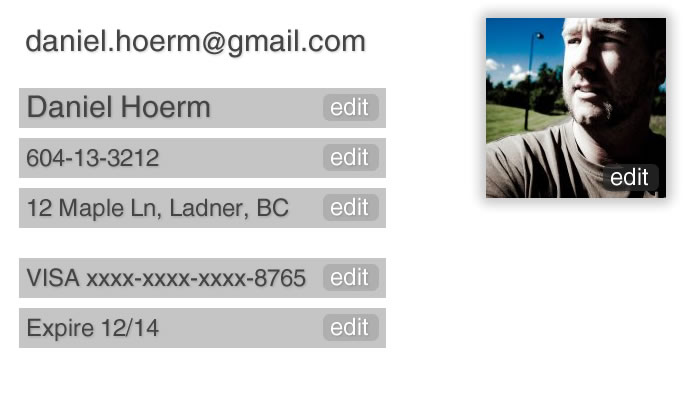 daniel.hoerm@gmail.com
Daniel Hoerm edit
604-13-3212 edit
12 Maple Ln, Ladner, BC edit
edit
VISA xxxx-xxxx-xxxx-8765 edit
Expire 12/14 edit